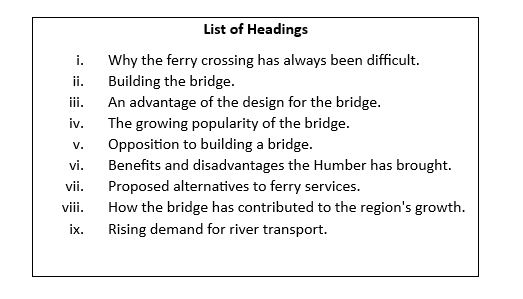 List of Headings
i. Why the ferry crossing has always been difficult.
ii. Building the bridge.
iii. An advantage of the design for the bridge.
iv. The growing popularity of the bridge.
v. Opposition to building a bridge.
vi. Benefits and disadvantages the Humber has brought.
vii. Proposed alternatives to ferry services.
viii. How the bridge has contributed to the region's growth.
ix. Rising demand for river transport.